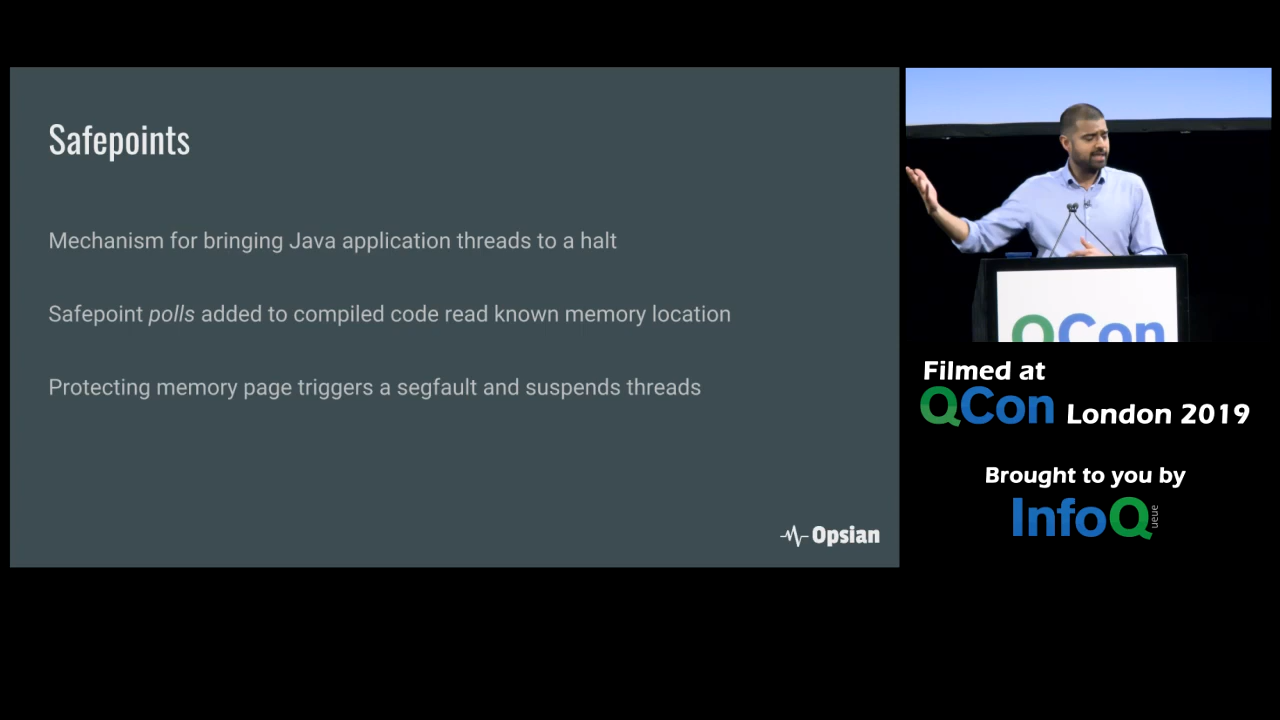 Safepoints
Mechanism for bringing Java application threads to a halt
Safepoint polls added to compiled code read known memory location
Protecting memory page triggers a segfault and suspends threads
Opsian
QCon
Filmed at
QCon London 2019
Brought to you by
InfoQ
ueue